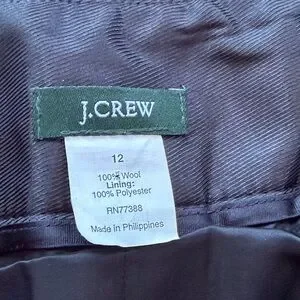 J.CREW
12
100% Wool
Lining:
100% Polyester
RN77388
Made in Philippines